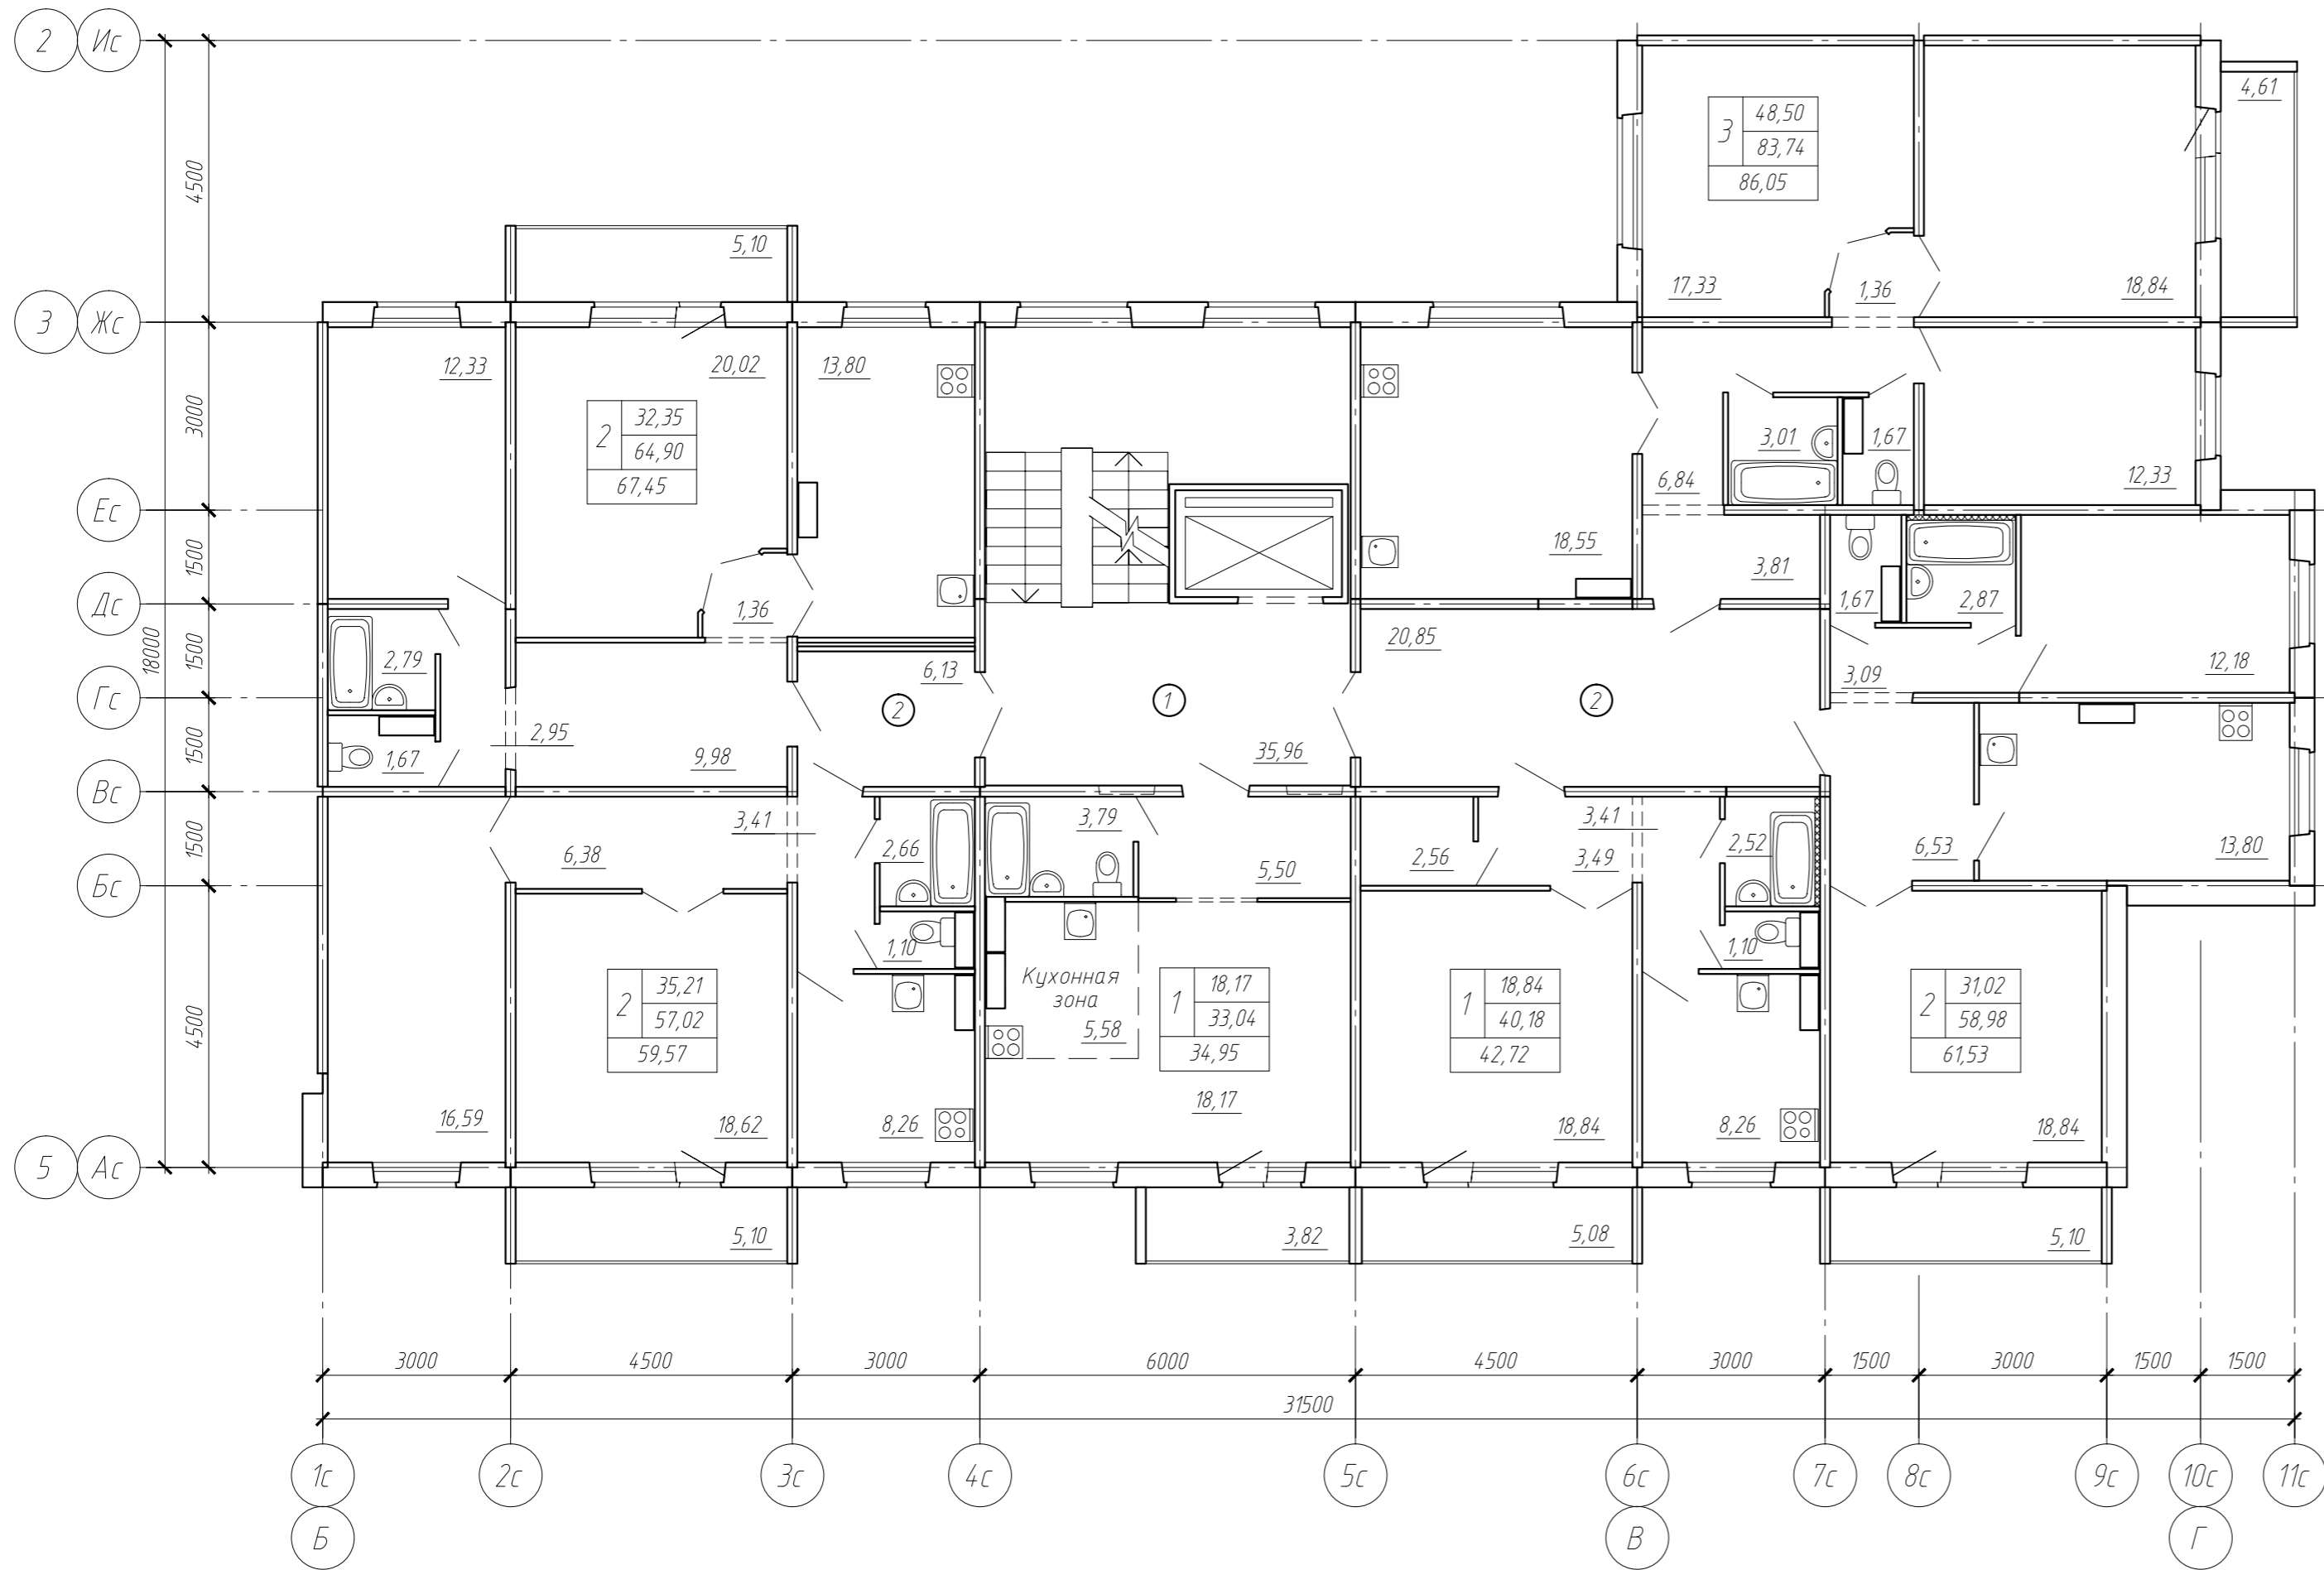 2 Ис
4,61
3 48,50
83,74
86,05
4500
5,10
17,33 1,36 18,84
3 Жс
12,33 20,02 13,80
3000
2 32,35
64,90
67,45
3,01 1,67
6,84 12,33
Ес
18,55
1500 3,81
Дс 1,36 1,67 2,87
20,85
18000
1500 2,79 6,13 3,09 12,18
Гс 2 1 2
2,95
1500 1,67 9,98 35,96
Вс
3,41 3,79 3,41
1500 6,38 2,66 5,50 2,56 3,49 2,52 6,53 13,80
Бс
1,10 1,10
Кухонная
зона
5,58
4500
2 35,21
57,02
59,57
1 18,17
33,04
34,95
1 18,84
40,18
42,72
2 31,02
58,98
61,53
16,59 18,62 8,26 18,17 18,84 8,26 18,84
5 Ас
5,10 3,82 5,08 5,10
3000 4500 3000 6000 4500 3000 1500 3000 1500 1500
31500
1с 2с 3с 4с 5с 6с 7с 8с 9с 10с 11с
Б В Г